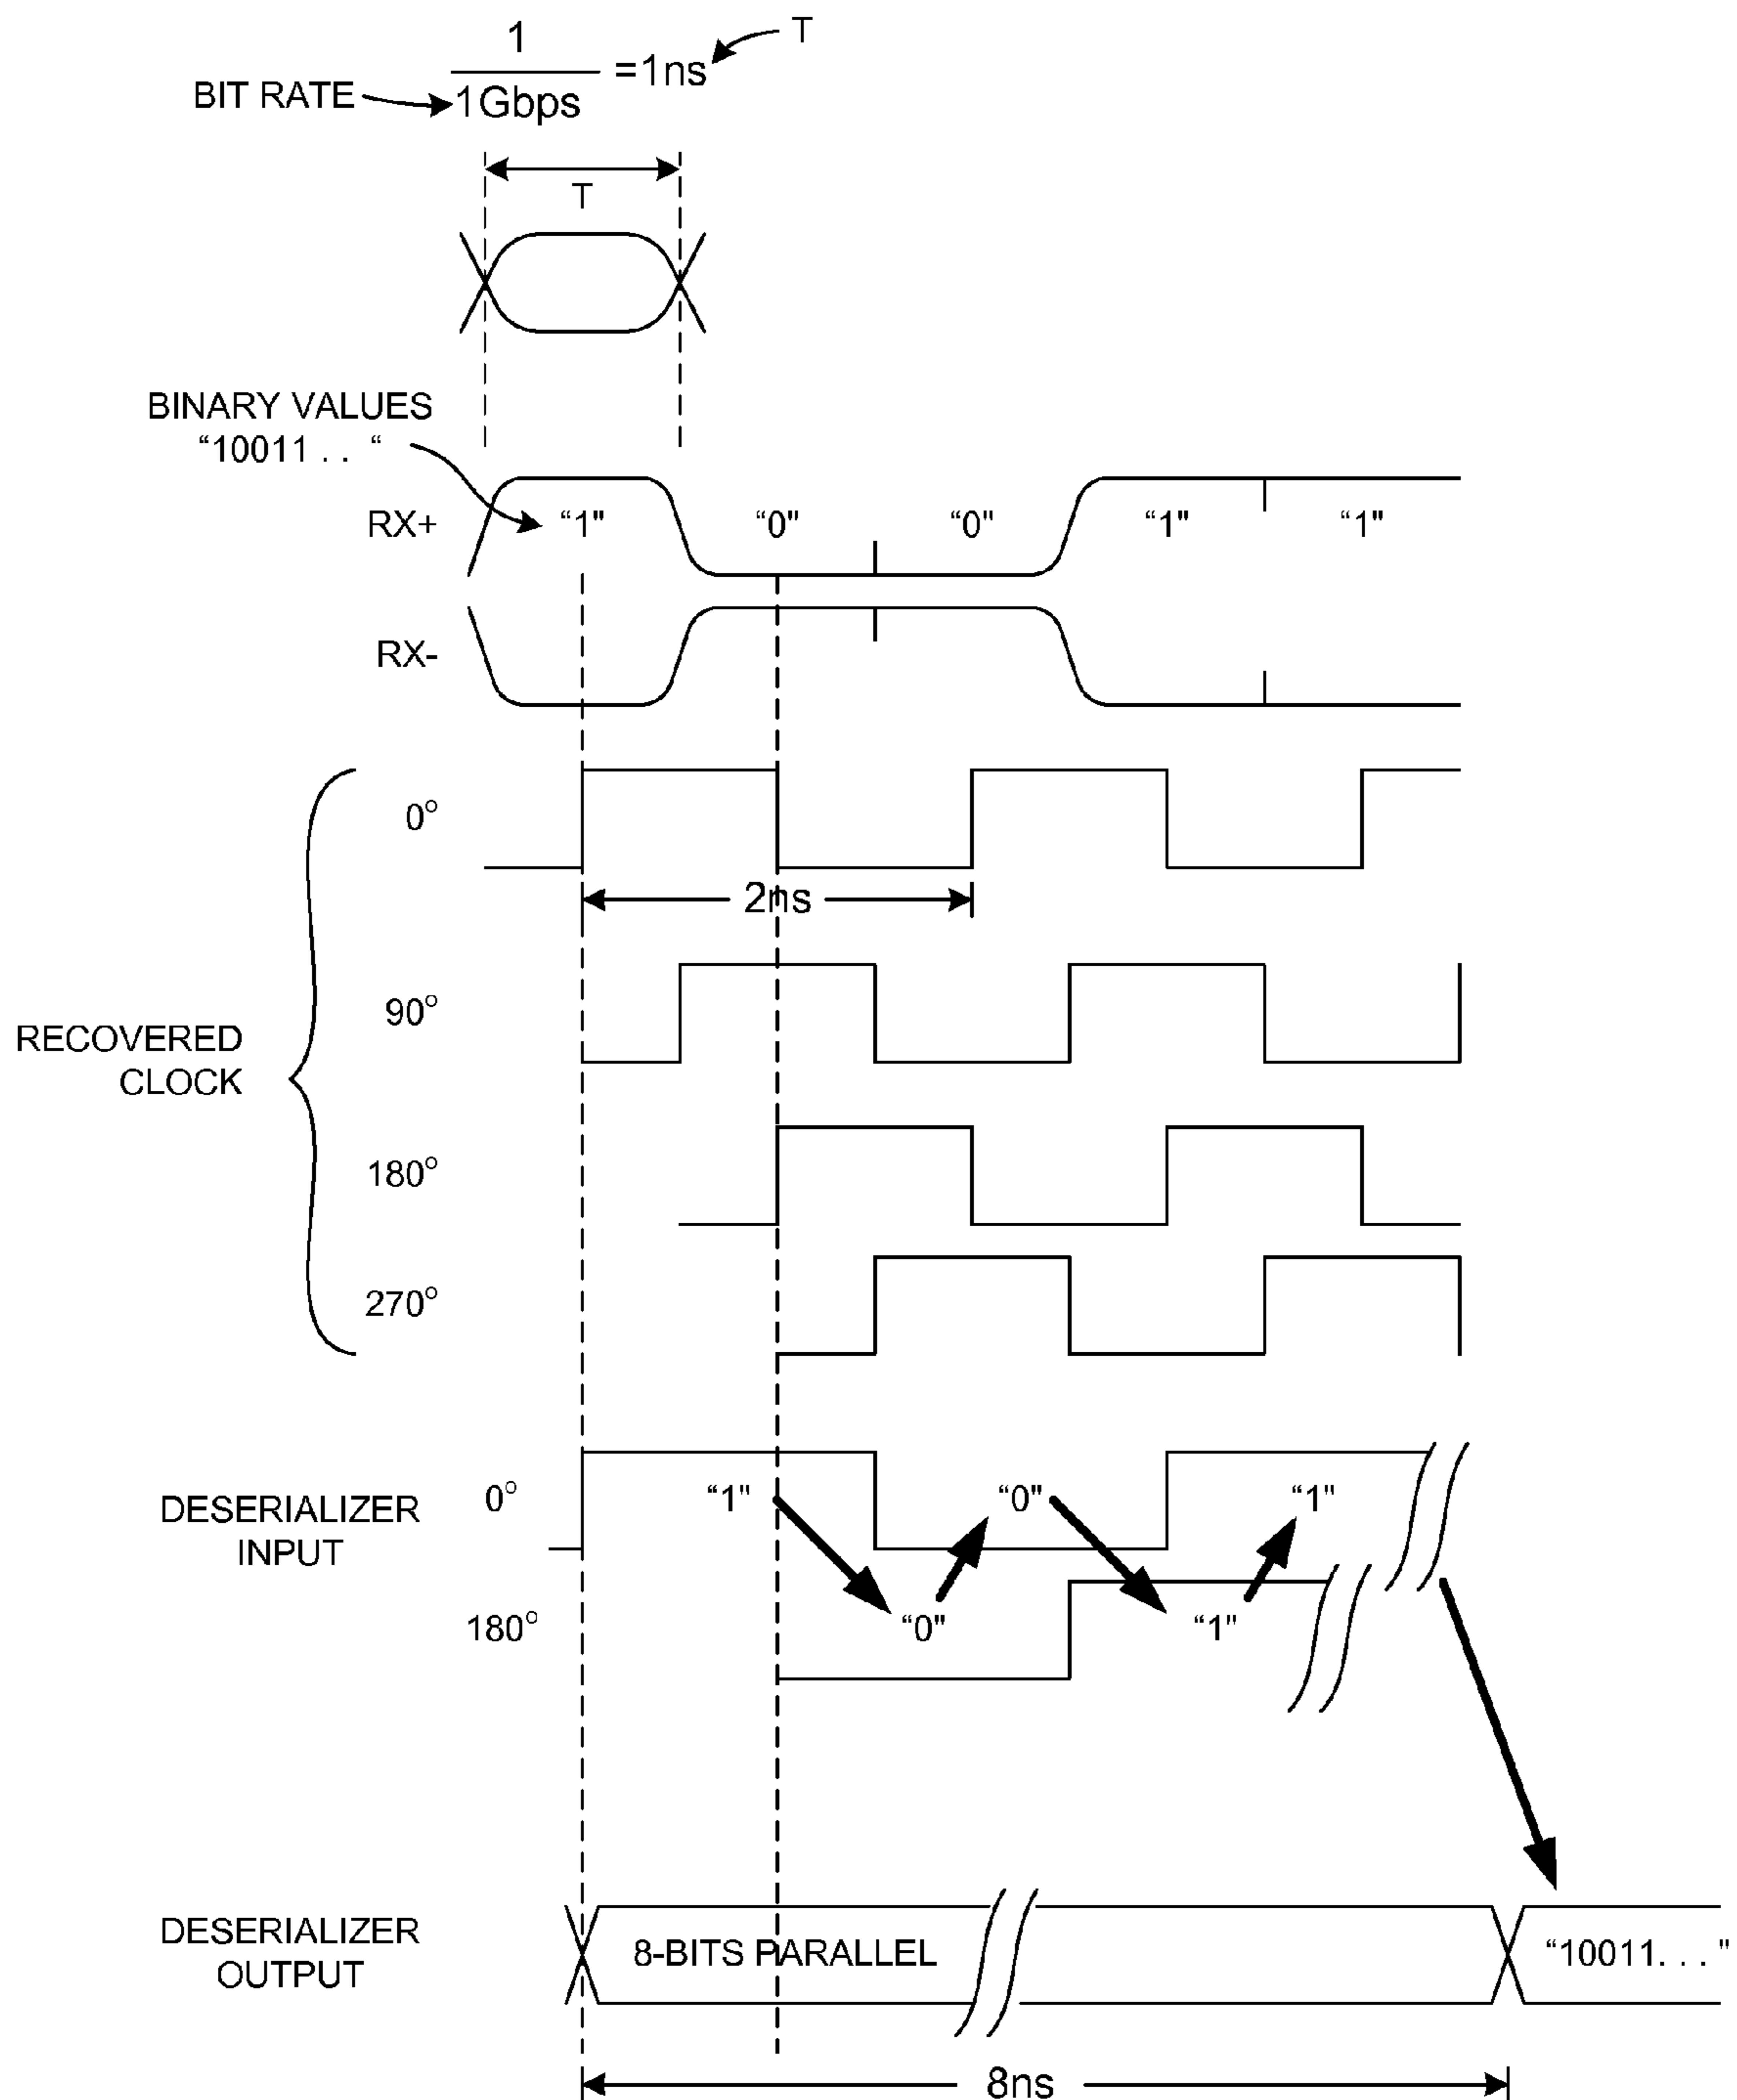 1
=1ns
T
BIT RATE
1Gbps
T
BINARY VALUES
“10011 . . “
RX+
“1"
“0"
“0"
“1"
“1"
RX-
0°
2ns
90°
RECOVERED
CLOCK
180°
270°
DESERIALIZER
INPUT
0°
“1"
“0"
“1"
180°
“0"
“1"
DESERIALIZER
OUTPUT
8-BITS PARALLEL
“10011. . . "
8ns